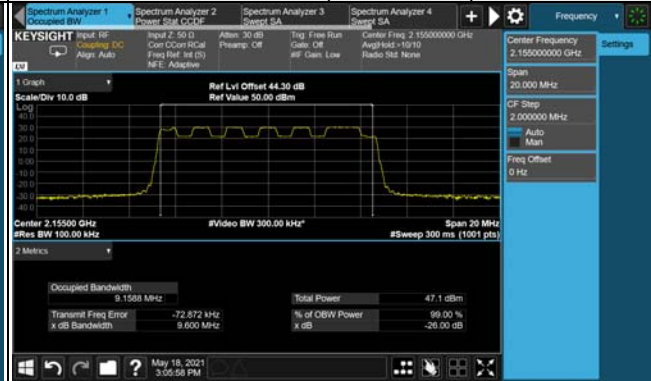 Spectrum Analyzer 1
Occupied BW
Spectrum Analyzer 2
Power Stat CCDF
Spectrum Analyzer 3
Swept SA
Spectrum Analyzer 4
Swept SA
Frequency
KEYSIGHT
Input: RF
Coupling: DC
Align: Auto
Input Z: 50 Ω
Corr CCorr RCal
Freq Ref: Int (S)
NFE: Adaptive
Atten: 30 dB
Preamp: Off
Trig: Free Run
Gate: Off
#IF Gain: Low
Center Freq: 2.155000000 GHz
Avg|Hold:>10/10
Radio Std: None
Center Frequency
2.155000000 GHz
Settings
Span
20.000 MHz
CF Step
2.000000 MHz
Auto
Man
Freq Offset
0 Hz
1 Graph
Scale/Div 10.0 dB
Ref Lvl Offset 44.30 dB
Ref Value 50.00 dBm
Log
40.0
30.0
20.0
10.0
0.00
-10.0
-20.0
-30.0
-40.0
Center 2.15500 GHz
#Video BW 300.00 kHz*
Span 20 MHz
#Res BW 100.00 kHz
#Sweep 300 ms (1001 pts)
2 Metrics
Occupied Bandwidth
9.1588 MHz
Total Power
47.1 dBm
Transmit Freq Error
-72.872 kHz
% of OBW Power
99.00 %
x dB Bandwidth
9.600 MHz
x dB
-26.00 dB
May 18, 2021
3:05:58 PM